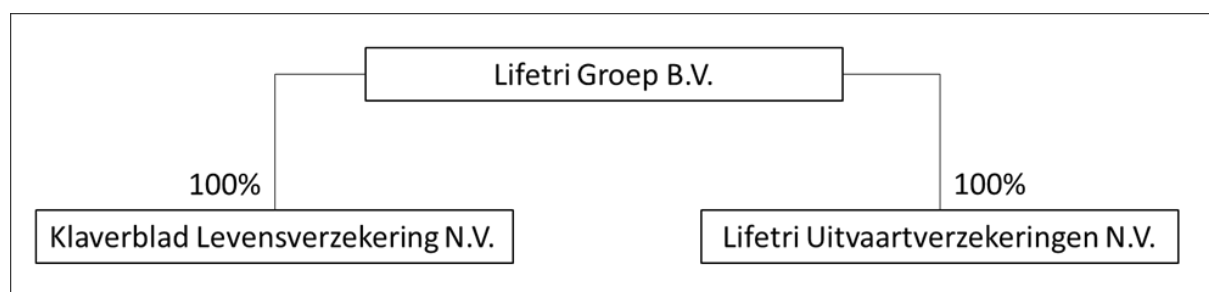 Lifetri Groep B.V.
100%
100%
Klaverblad Levensverzekering N.V.
Lifetri Uitvaartverzekeringen N.V.